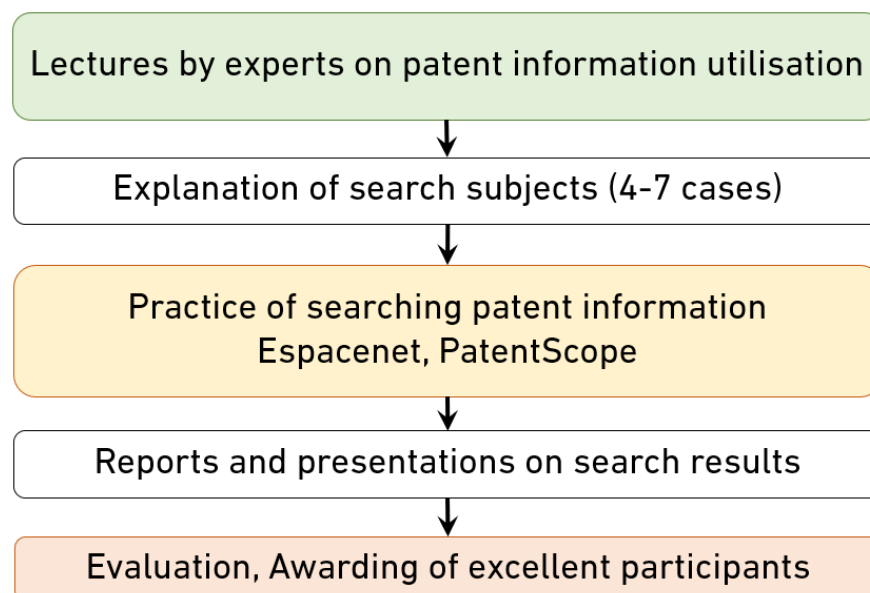 Lectures by experts on patent information utilisation
Explanation of search subjects (4-7 cases)
Practice of searching patent information
Espacenet, PatentScope
Reports and presentations on search results
Evaluation, Awarding of excellent participants